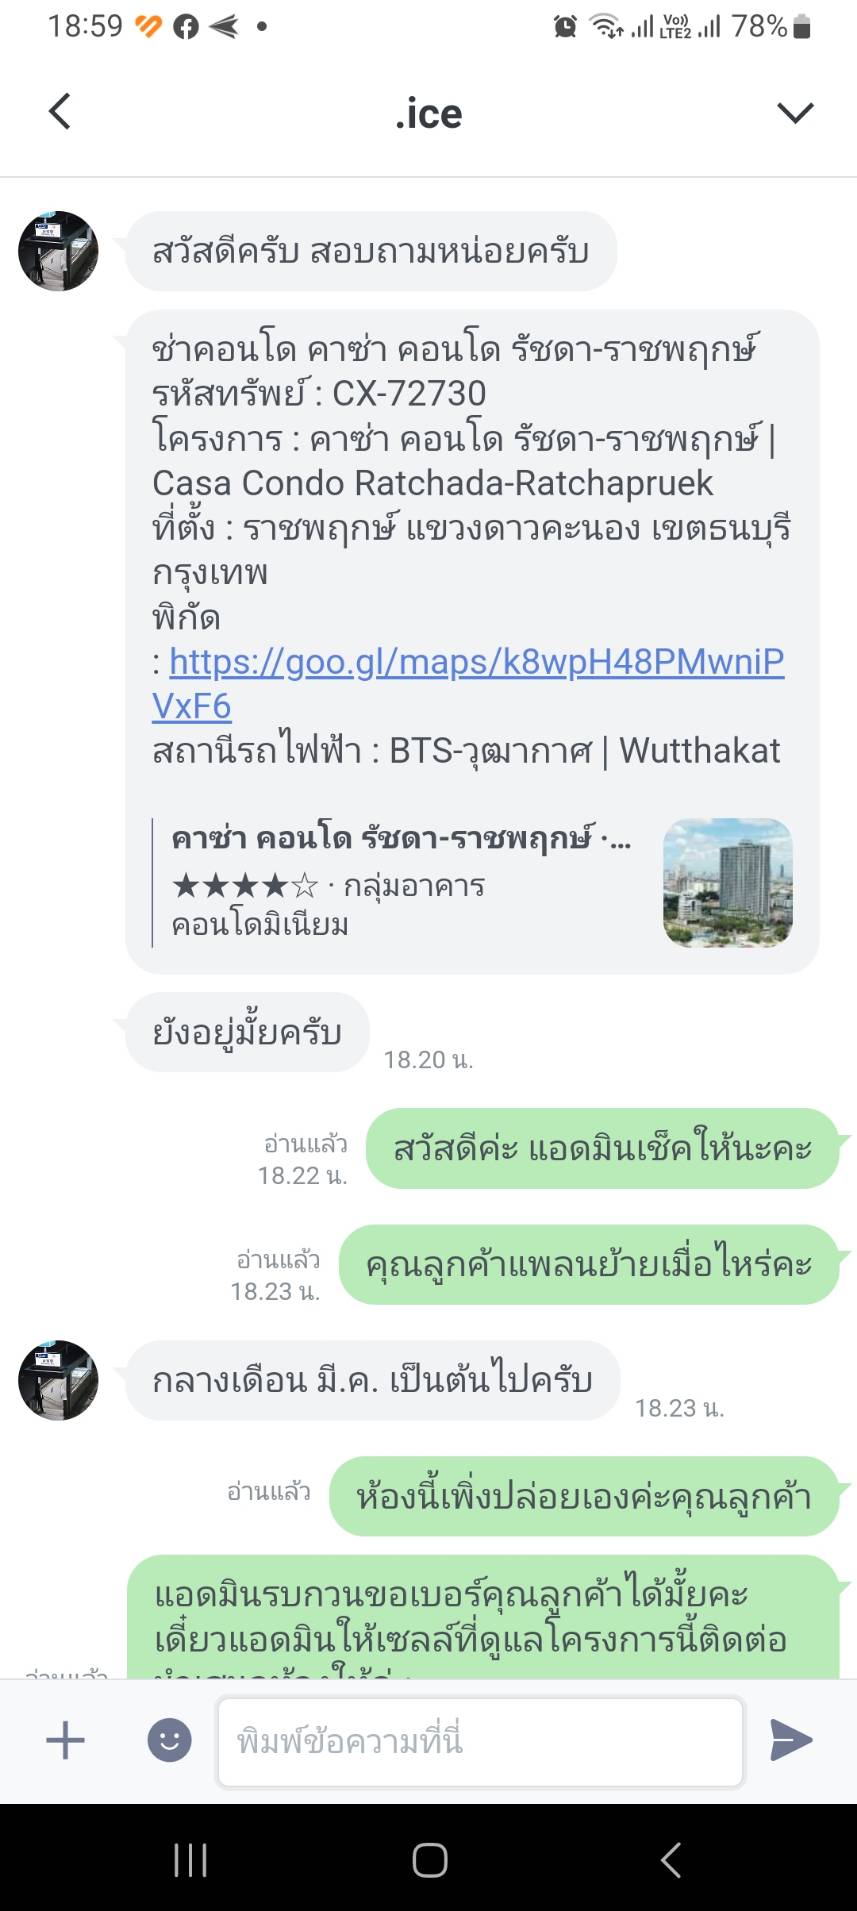 18:59
Vo))
LTE2
78%
.ice
สวัสดีครับ สอบถามหน่อยครับ
ช่าคอนโด คาซ่า คอนโด รัชดา-ราชพฤกษ์
รหัสทรัพย์ : CX-72730
โครงการ : คาซ่า คอนโด รัชดา-ราชพฤกษ์ |
Casa Condo Ratchada-Ratchapruek
ที่ตั้ง : ราชพฤกษ์ แขวงดาวคะนอง เขตธนบุรี
กรุงเทพ
พิกัด
: https://goo.gl/maps/k8wpH48PMwniP
VxF6
สถานีรถไฟฟ้า : BTS-วุฒากาศ | Wutthakat
คาซ่า คอนโด รัชดา-ราชพฤกษ์ ·...
★★★★☆ · กลุ่มอาคาร
คอนโดมิเนียม
ยังอยู่มั้ยครับ
18.20 น.
อ่านแล้ว
18.22 น.
สวัสดีค่ะ แอดมินเช็คให้นะคะ
อ่านแล้ว
18.23 น.
คุณลูกค้าแพลนย้ายเมื่อไหร่คะ
กลางเดือน มี.ค. เป็นต้นไปครับ
18.23 น.
อ่านแล้ว
ห้องนี้เพิ่งปล่อยเองค่ะคุณลูกค้า
แอดมินรบกวนขอเบอร์คุณลูกค้าได้มั้ยคะ
เดี๋ยวแอดมินให้เซลล์ที่ดูแลโครงการนี้ติดต่อ
พิมพ์ข้อความที่นี่